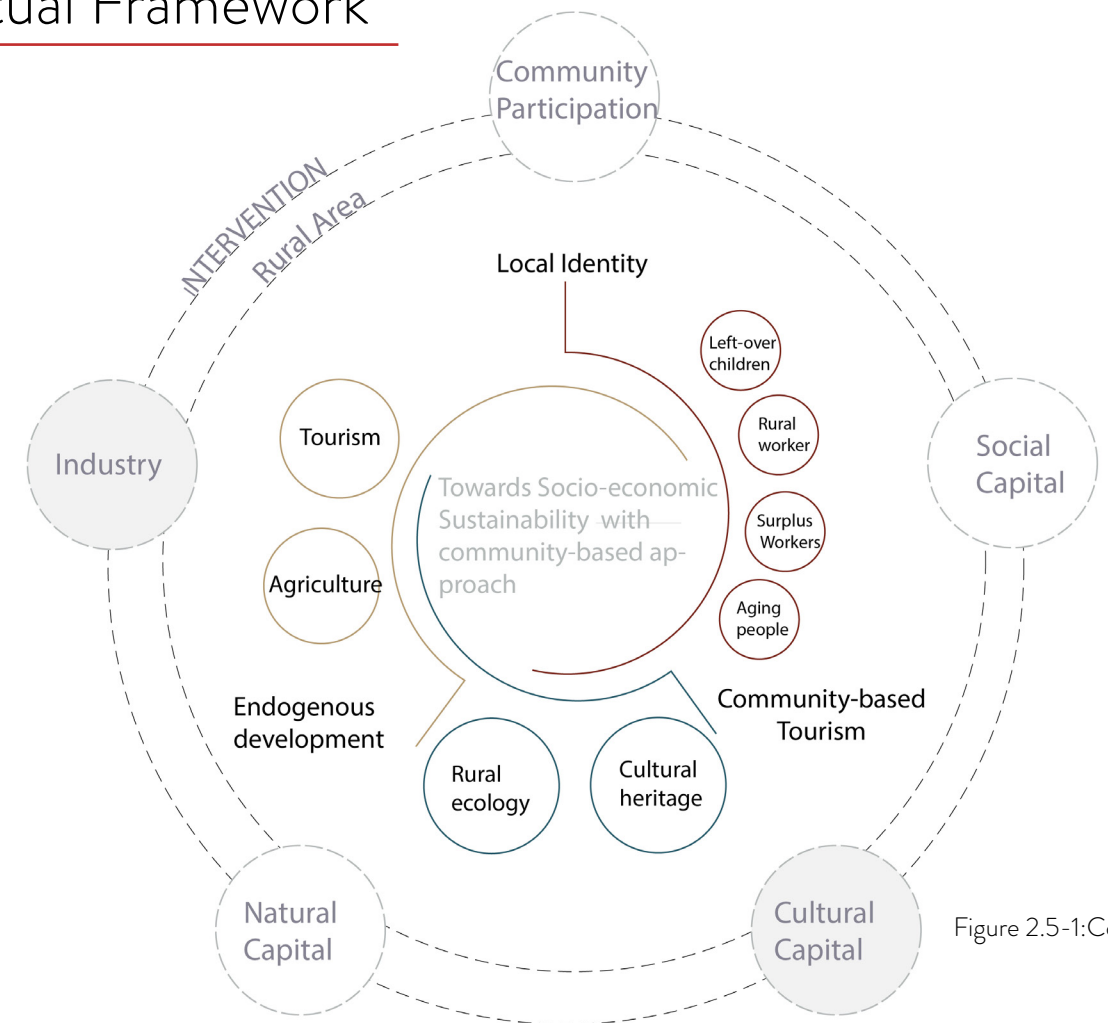 tual Framework
Community
Participation
INTERVENTION
Rural Area
Local Identity
Left-over
children
Rural
worker
Surplus
Workers
Aging
people
Tourism
Agriculture
Industry
Social
Capital
Towards Socio-economic
Sustainability with
community-based ap-
proach
Endogenous
development
Community-based
Tourism
Rural
ecology
Cultural
heritage
Natural
Capital
Cultural
Capital
Figure 2.5-1:Co